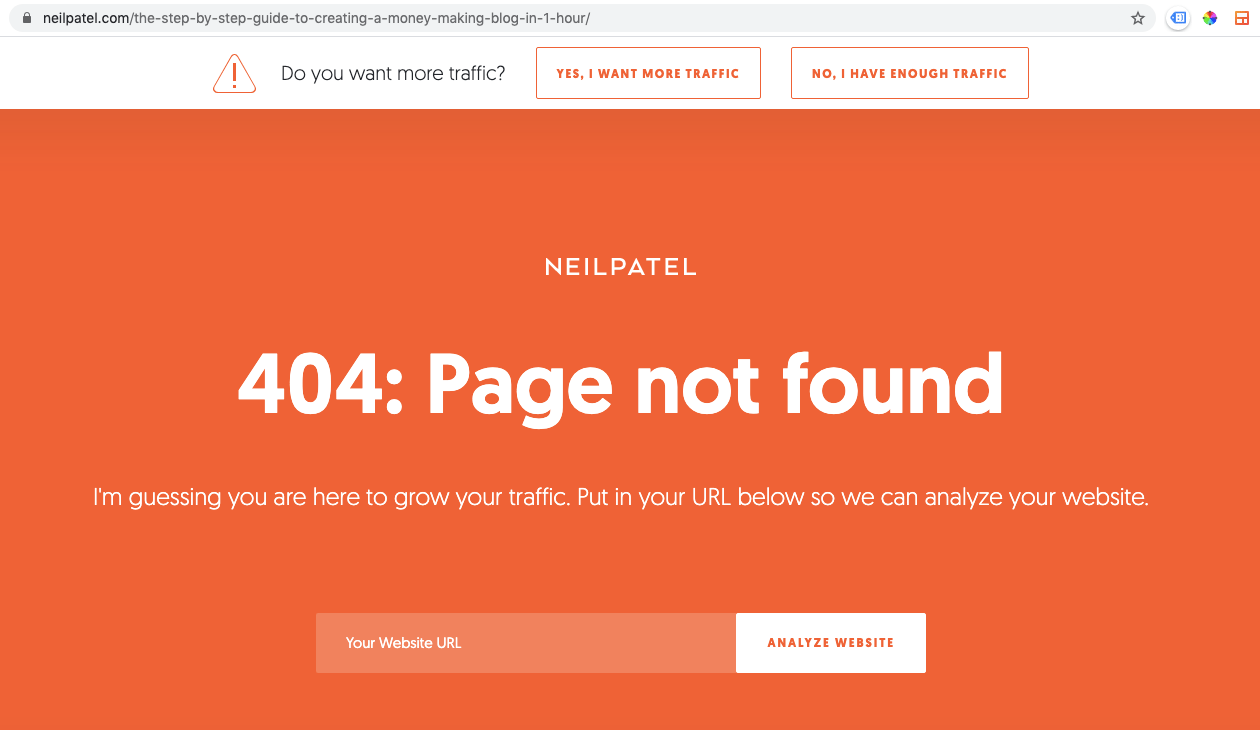 neilpatel.com/the-step-by-step-guide-to-creating-a-money-making-blog-in-1-hour/
Do you want more traffic?
YES, I WANT MORE TRAFFIC
NO, I HAVE ENOUGH TRAFFIC
NEILPATEL
404: Page not found
I'm guessing you are here to grow your traffic. Put in your URL below so we can analyze your website.
Your Website URL
ANALYZE WEBSITE